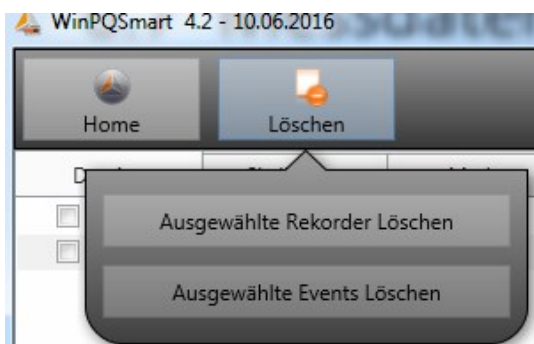 WinPQSmart 4.2 - 10.06.2016
Home
Löschen
Ausgewählte Rekorder Löschen
Ausgewählte Events Löschen